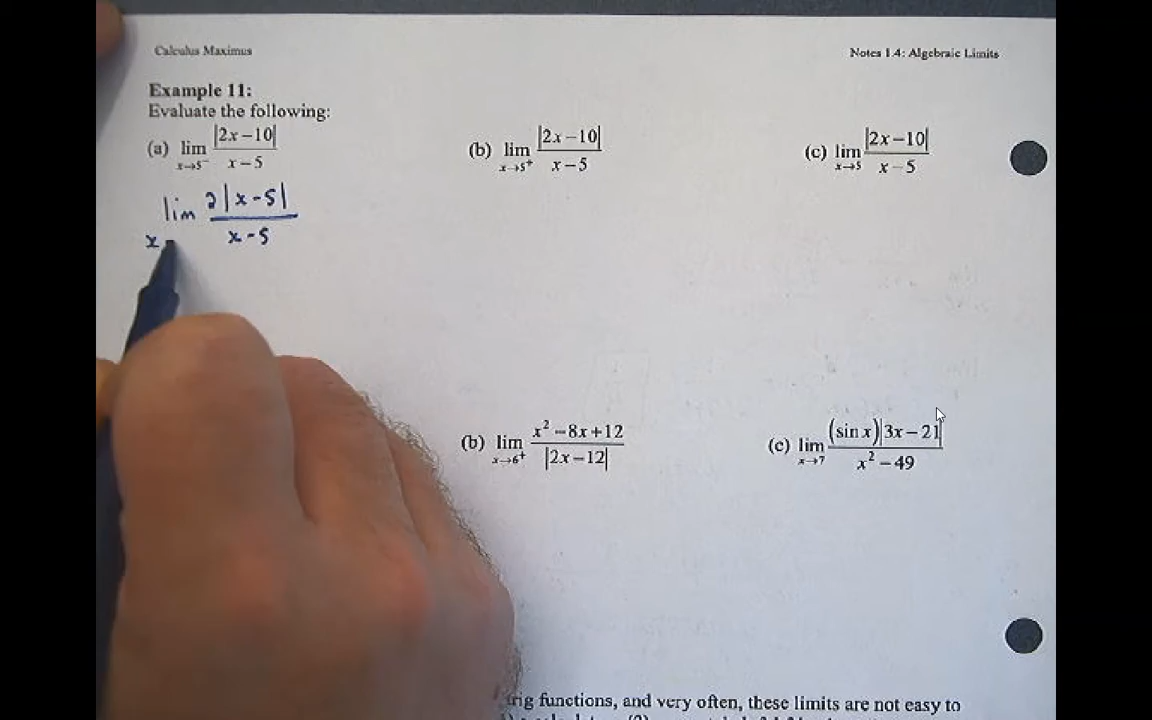 Calculus Maximus
Notes 1.4: Algebraic Limits
Example 11:
Evaluate the following:
(a) lim_{x→5⁻} |2x−10| / (x−5)
(b) lim_{x→5⁺} |2x−10| / (x−5)
(c) lim_{x→5} |2x−10| / (x−5)
lim_{x} 2|x-5| / (x-5)
(b) lim_{x→6⁺} (x²−8x+12) / |2x−12|
(c) lim_{x→7} (sin x)|3x−21| / (x²−49)
trig functions, and very often, these limits are not easy to